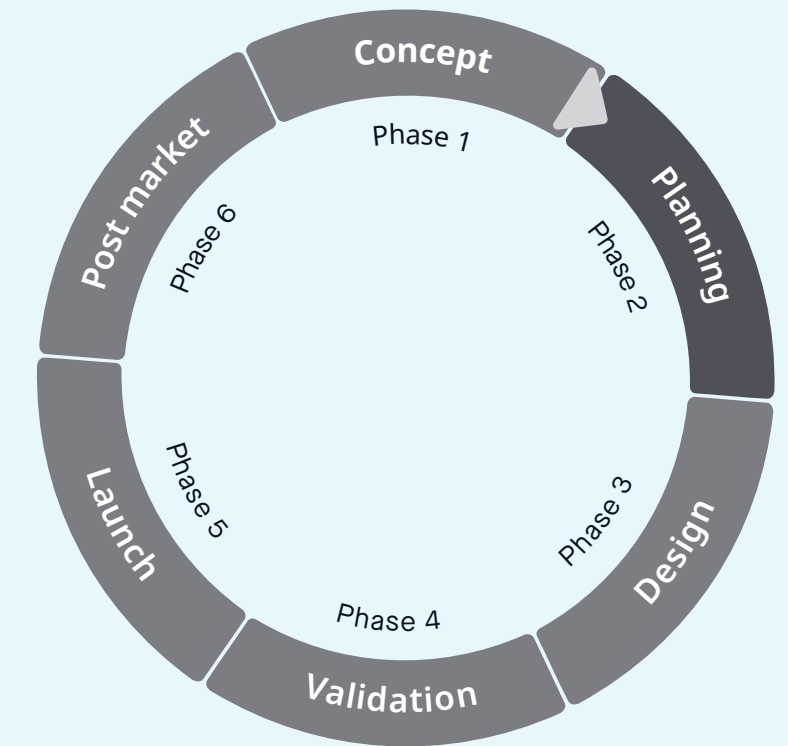 Concept
Phase 1
Planning
Phase 2
Design
Phase 3
Validation
Phase 4
Launch
Phase 5
Post market
Phase 6